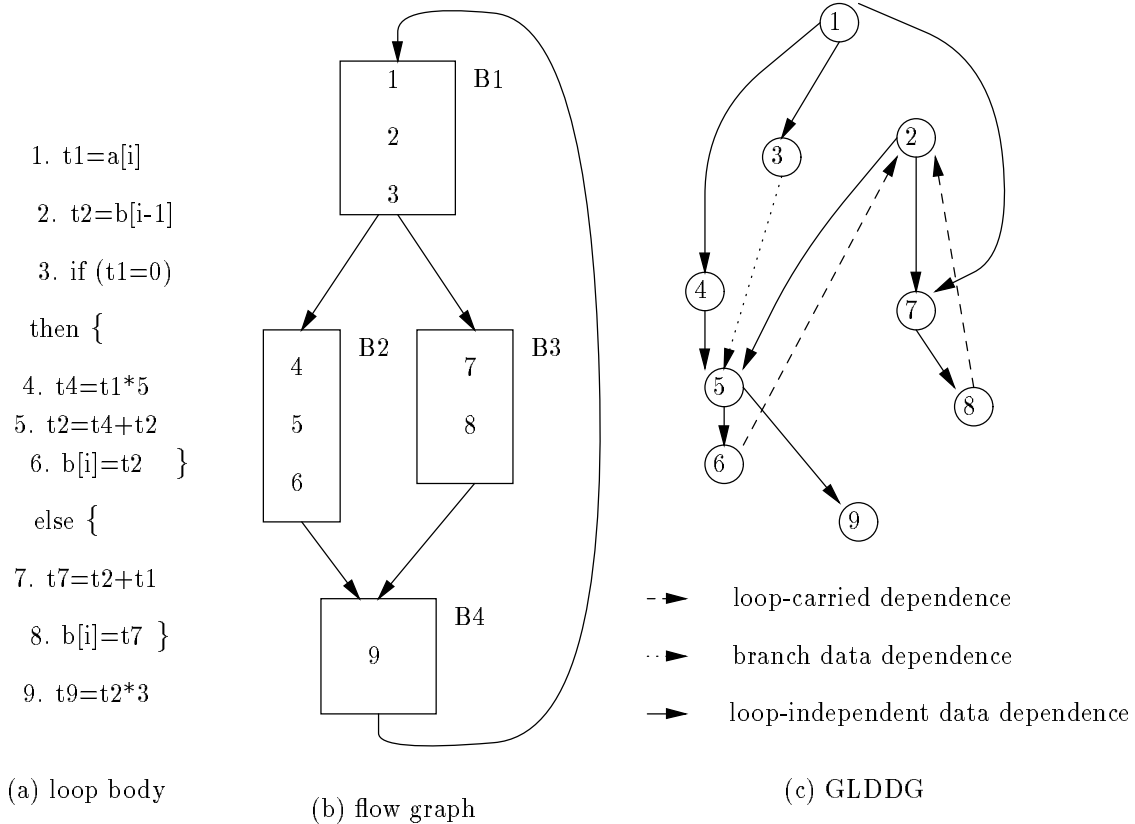 1. t1=a[i]
2. t2=b[i-1]
3. if (t1=0)
then {
4. t4=t1*5
5. t2=t4+t2
6. b[i]=t2 }
else {
7. t7=t2+t1
8. b[i]=t7 }
9. t9=t2*3
(a) loop body
B1
1
2
3
B2
4
5
6
B3
7
8
B4
9
(b) flow graph
1
2
3
4
7
5
8
6
9
loop-carried dependence
branch data dependence
loop-independent data dependence
(c) GLDDG